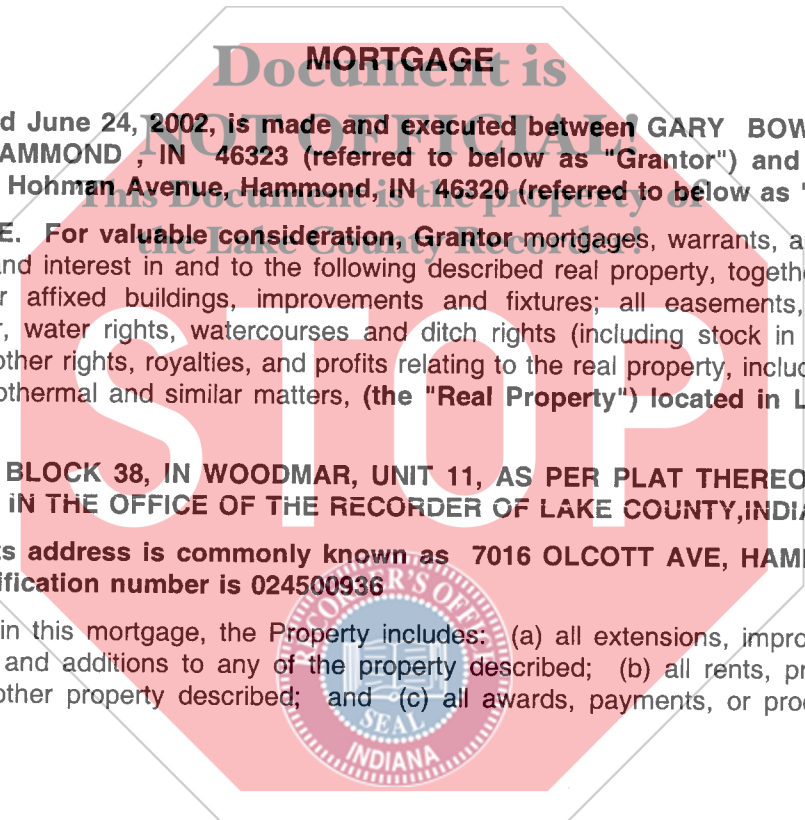 MORTGAGE
Document is
d June 24, 2002, is made and executed between GARY BOW
NOT OFFICIAL!
AMMOND , IN 46323 (referred to below as "Grantor") and
Hohman Avenue, Hammond, IN 46320 (referred to below as "
This Document is the property of
E. For valuable consideration, Grantor mortgages, warrants, a
the Lake County Recorder!
nd interest in and to the following described real property, togeth
r affixed buildings, improvements and fixtures; all easements,
, water rights, watercourses and ditch rights (including stock in
other rights, royalties, and profits relating to the real property, includ
othermal and similar matters, (the "Real Property") located in L
STOP
BLOCK 38, IN WOODMAR, UNIT 11, AS PER PLAT THEREO
IN THE OFFICE OF THE RECORDER OF LAKE COUNTY,INDIA
ts address is commonly known as 7016 OLCOTT AVE, HAM
ification number is 024500936
RECORDER'S OFFICE
in this mortgage, the Property includes: (a) all extensions, impro
and additions to any of the property described; (b) all rents, pr
other property described; and (c) all awards, payments, or proc
SEAL
INDIANA